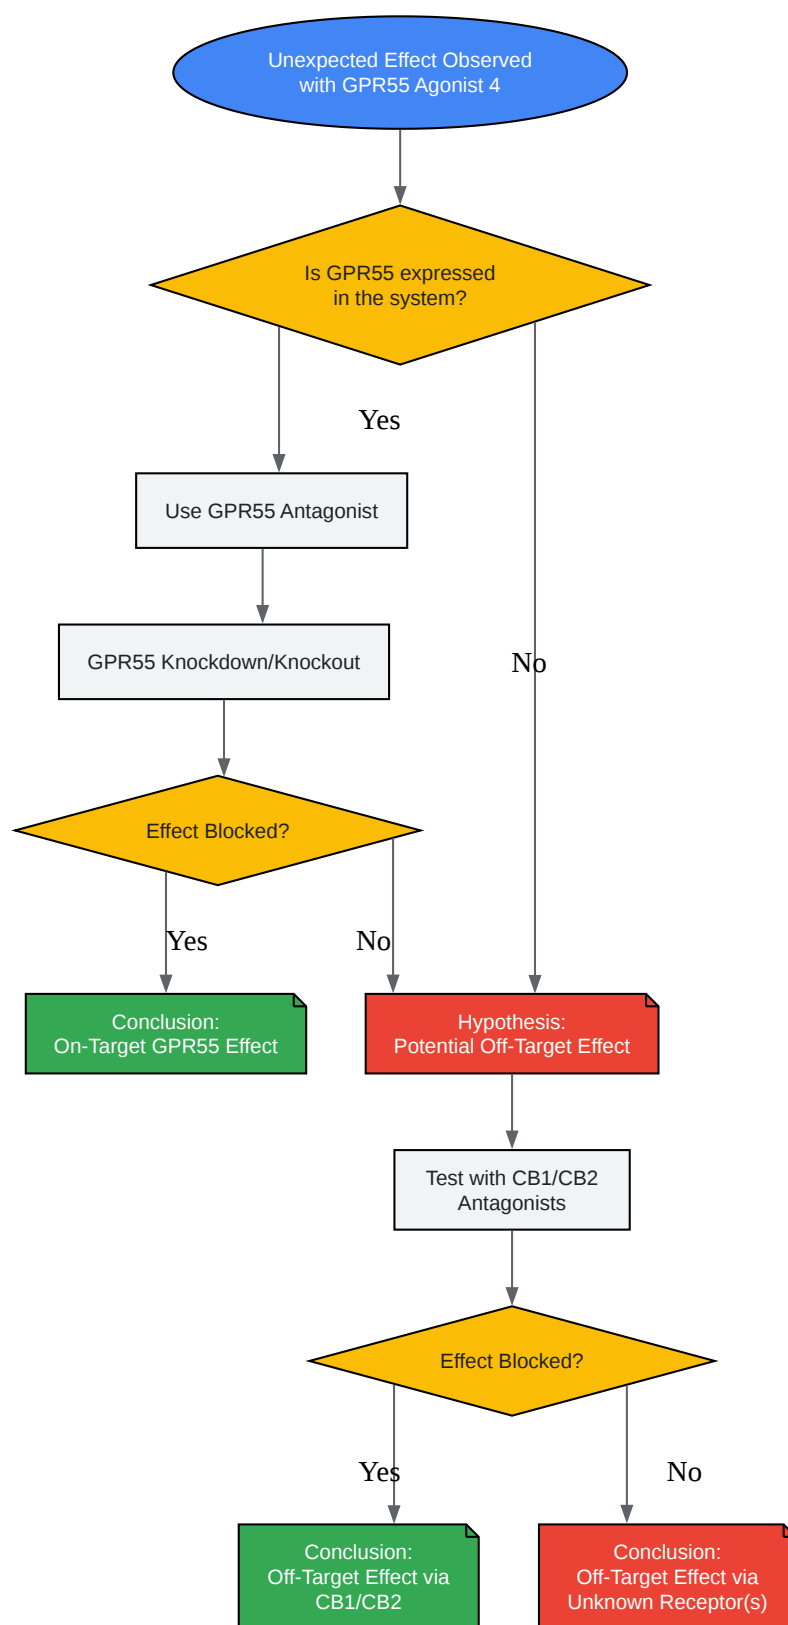 Unexpected Effect Observed
with GPR55 Agonist 4
Is GPR55 expressed
in the system?
Yes
Use GPR55 Antagonist
GPR55 Knockdown/Knockout
No
Effect Blocked?
Yes
No
Conclusion:
On-Target GPR55 Effect
Hypothesis:
Potential Off-Target Effect
Test with CB1/CB2
Antagonists
Effect Blocked?
Yes
No
Conclusion:
Off-Target Effect via
CB1/CB2
Conclusion:
Off-Target Effect via
Unknown Receptor(s)